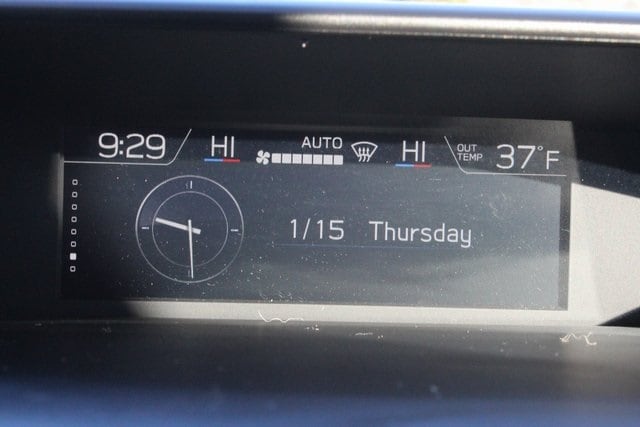 9:29 HI AUTO HI OUT TEMP 37°F
1/15 Thursday